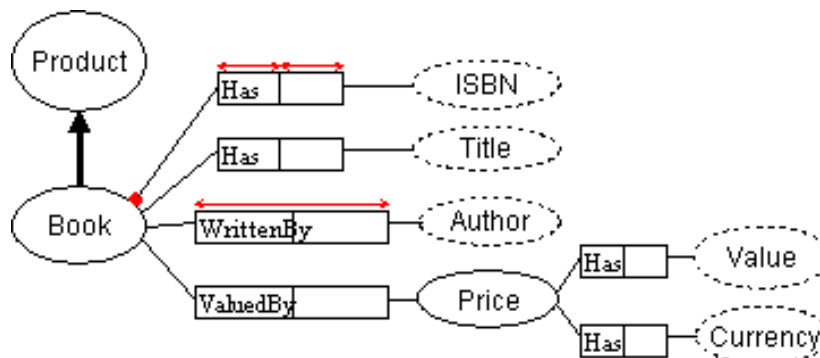 Product
Has
ISBN
Has
Title
Book
WrittenBy
Author
Has
Value
ValuedBy
Price
Has
Currency